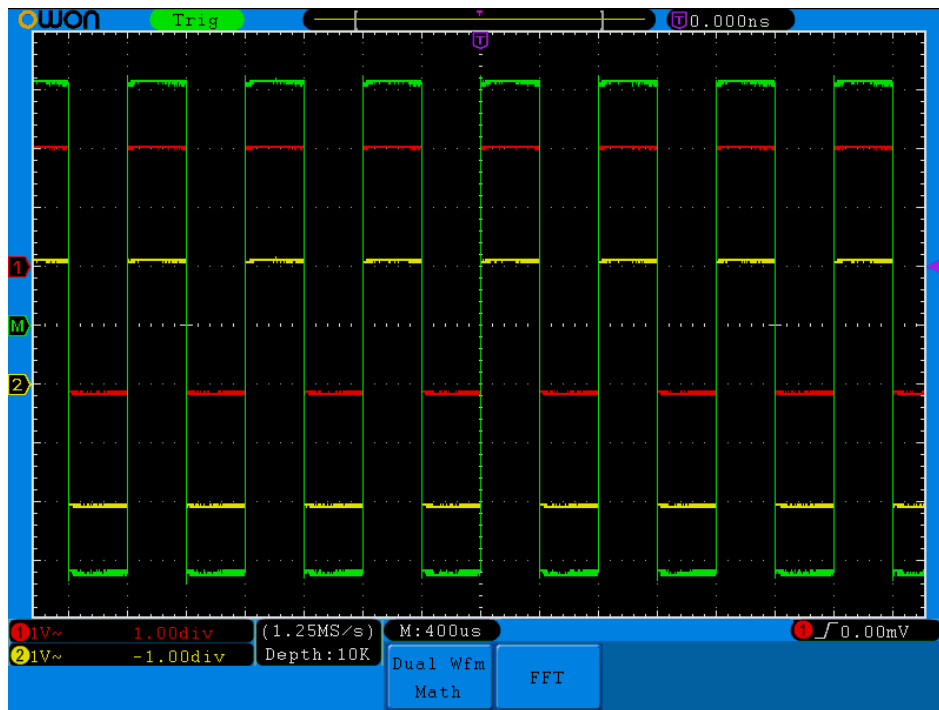 OWON Trig T T 0.000ns
T
1
M
2
1 1V~ 1.00div (1.25MS/s) M:400us 1 0.00mV
2 1V~ -1.00div Depth:10K
Dual Wfm FFT
Math